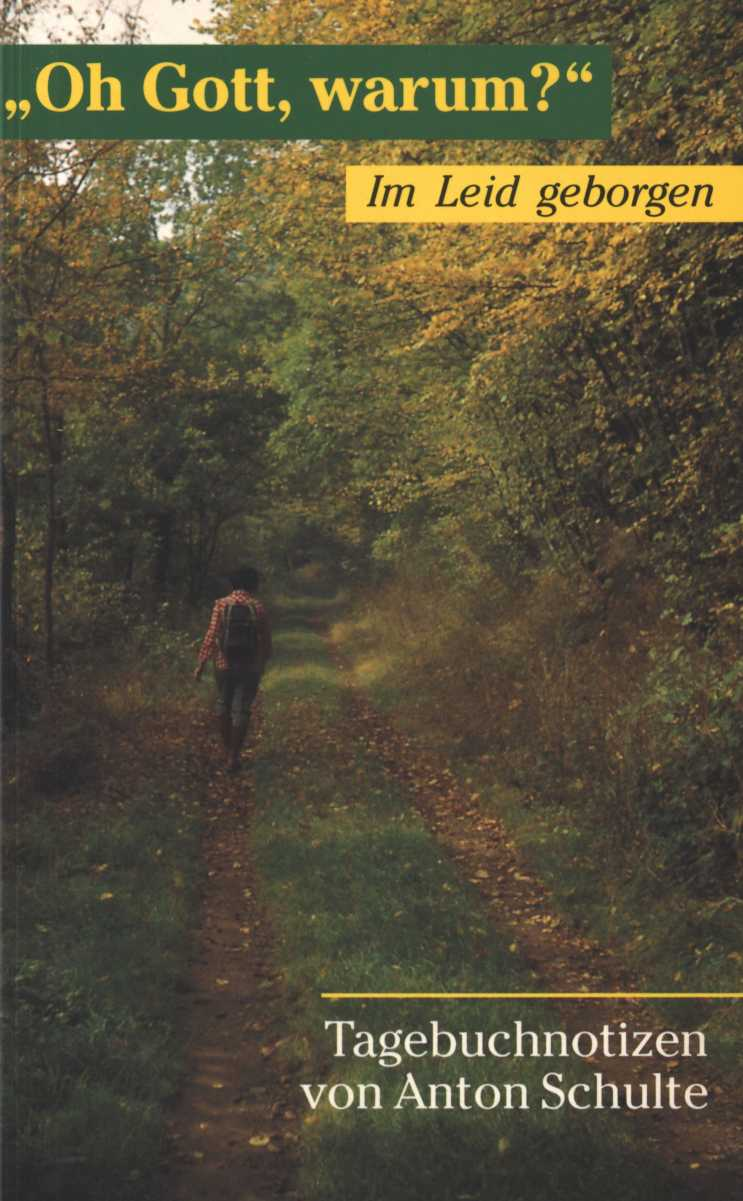 „Oh Gott, warum?“
Im Leid geborgen
Tagebuchnotizen
von Anton Schulte